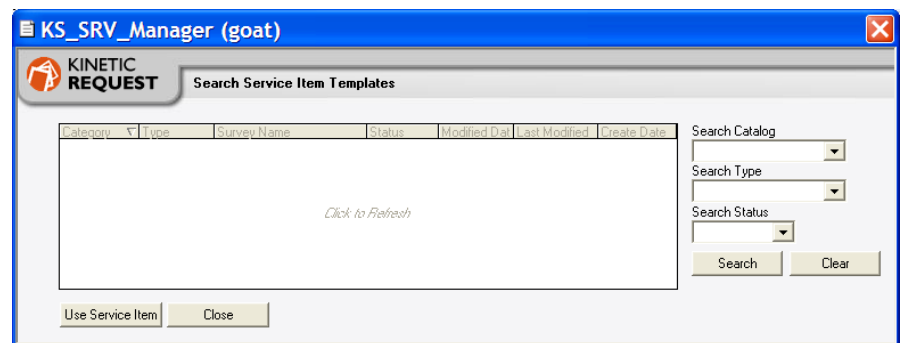 KS_SRV_Manager (goat)
KINETIC
REQUEST
Search Service Item Templates
Category Type Survey Name Status Modified Dat Last Modified Create Date
Click to Refresh
Search Catalog
Search Type
Search Status
Search Clear
Use Service Item Close